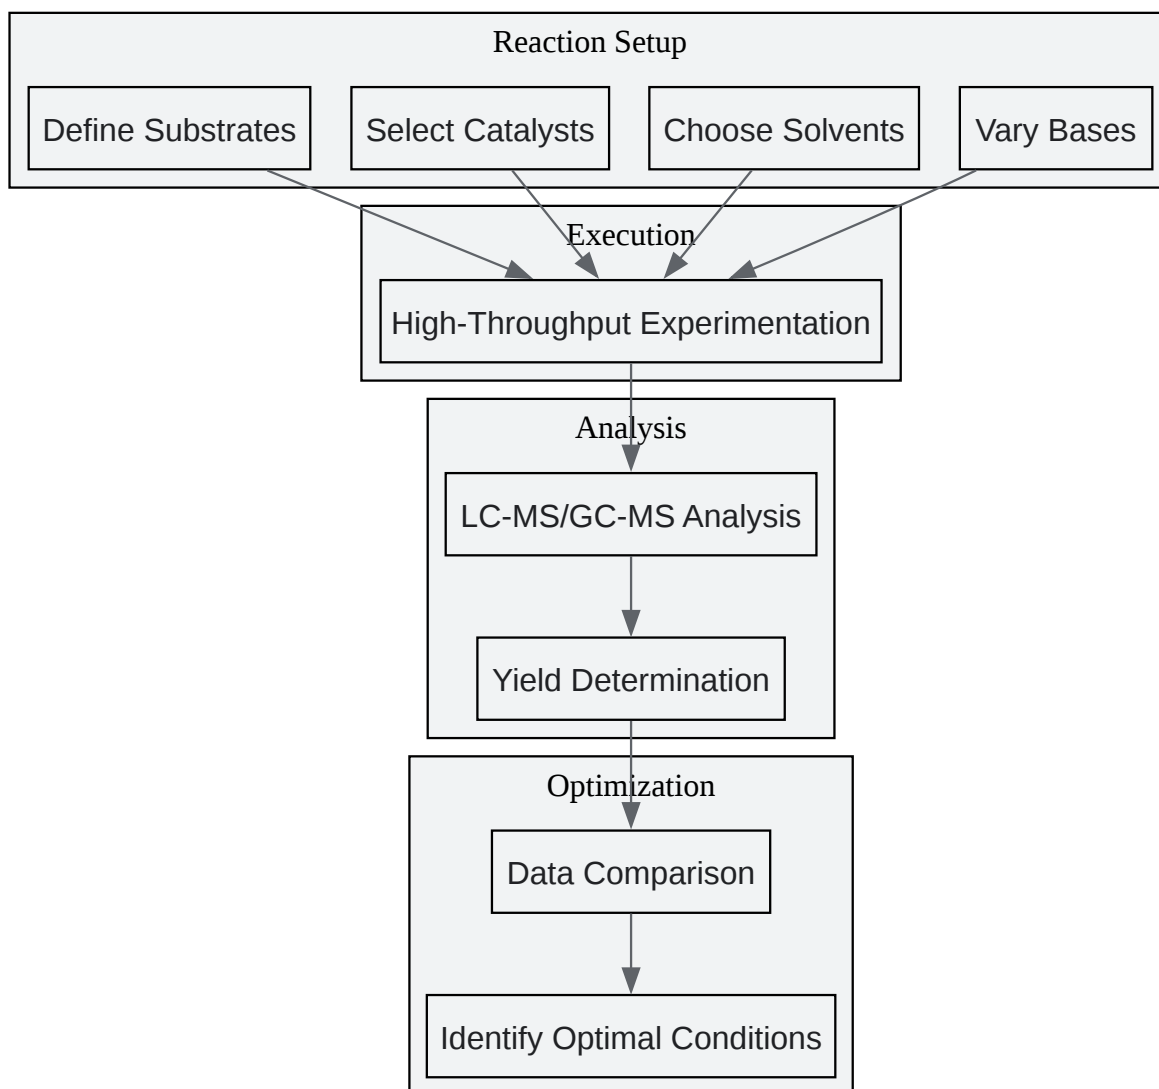 Reaction Setup
Define Substrates
Select Catalysts
Choose Solvents
Vary Bases
Execution
High-Throughput Experimentation
Analysis
LC-MS/GC-MS Analysis
Yield Determination
Optimization
Data Comparison
Identify Optimal Conditions